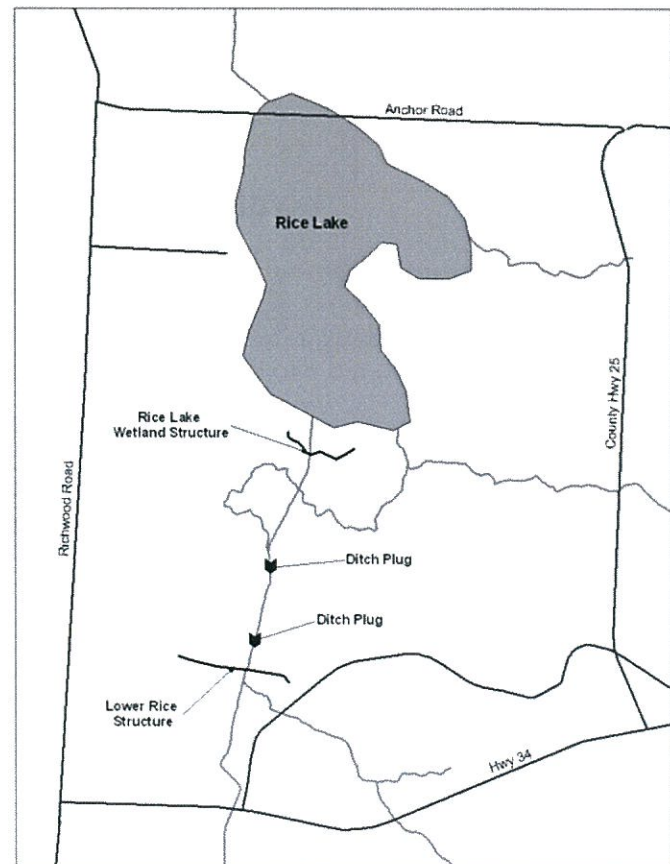 Anchor Road
Rice Lake
County Hwy 25
Rice Lake
Wetland Structure
Richwood Road
Ditch Plug
Ditch Plug
Lower Rice
Structure
Hwy 34